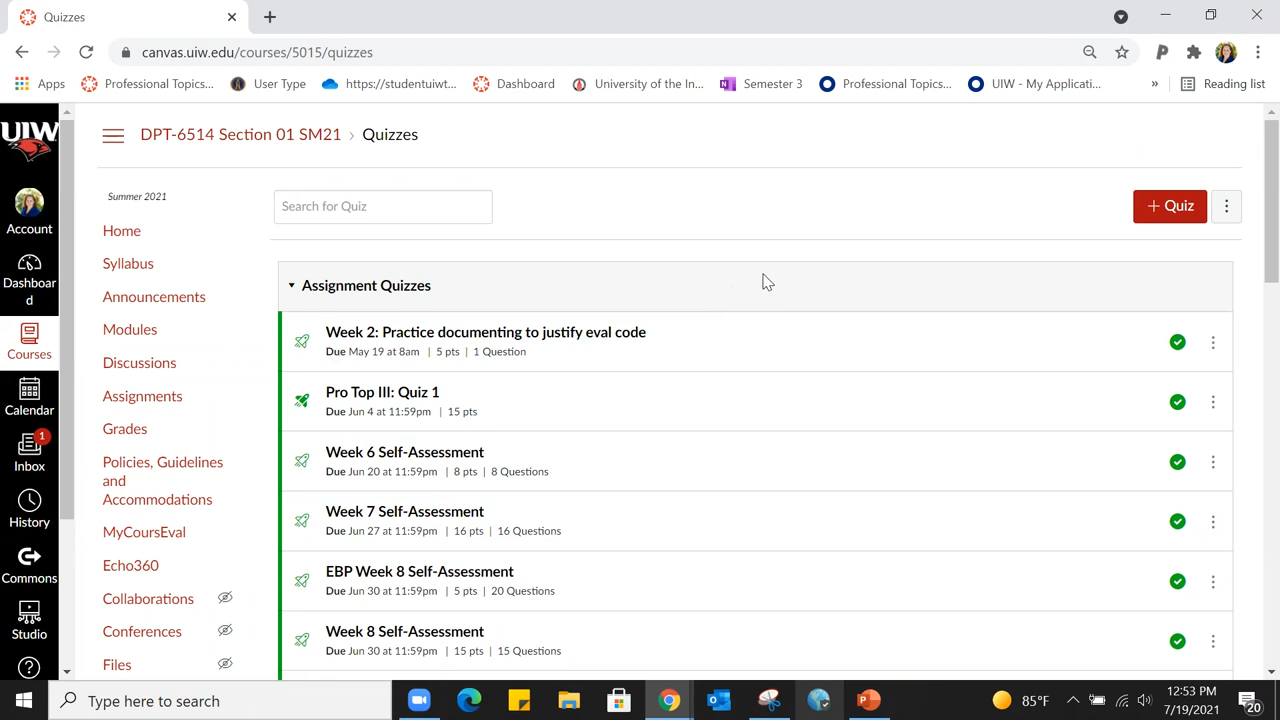 Quizzes
canvas.uiw.edu/courses/5015/quizzes
Apps
Professional Topics...
User Type
https://studentuiwt...
Dashboard
University of the In...
Semester 3
Professional Topics...
UIW - My Applicati...
»
Reading list
UIW
Account
Dashboar
d
Courses
Calendar
1
Inbox
History
Commons
Studio
DPT-6514 Section 01 SM21 › Quizzes
Summer 2021
Home
Syllabus
Announcements
Modules
Discussions
Assignments
Grades
Policies, Guidelines
and
Accommodations
MyCoursEval
Echo360
Collaborations
Conferences
Files
Search for Quiz
+ Quiz
Assignment Quizzes
Week 2: Practice documenting to justify eval code
Due May 19 at 8am | 5 pts | 1 Question
Pro Top III: Quiz 1
Due Jun 4 at 11:59pm | 15 pts
Week 6 Self-Assessment
Due Jun 20 at 11:59pm | 8 pts | 8 Questions
Week 7 Self-Assessment
Due Jun 27 at 11:59pm | 16 pts | 16 Questions
EBP Week 8 Self-Assessment
Due Jun 30 at 11:59pm | 5 pts | 20 Questions
Week 8 Self-Assessment
Due Jun 30 at 11:59pm | 15 pts | 15 Questions
Type here to search
85°F
12:53 PM
7/19/2021
20